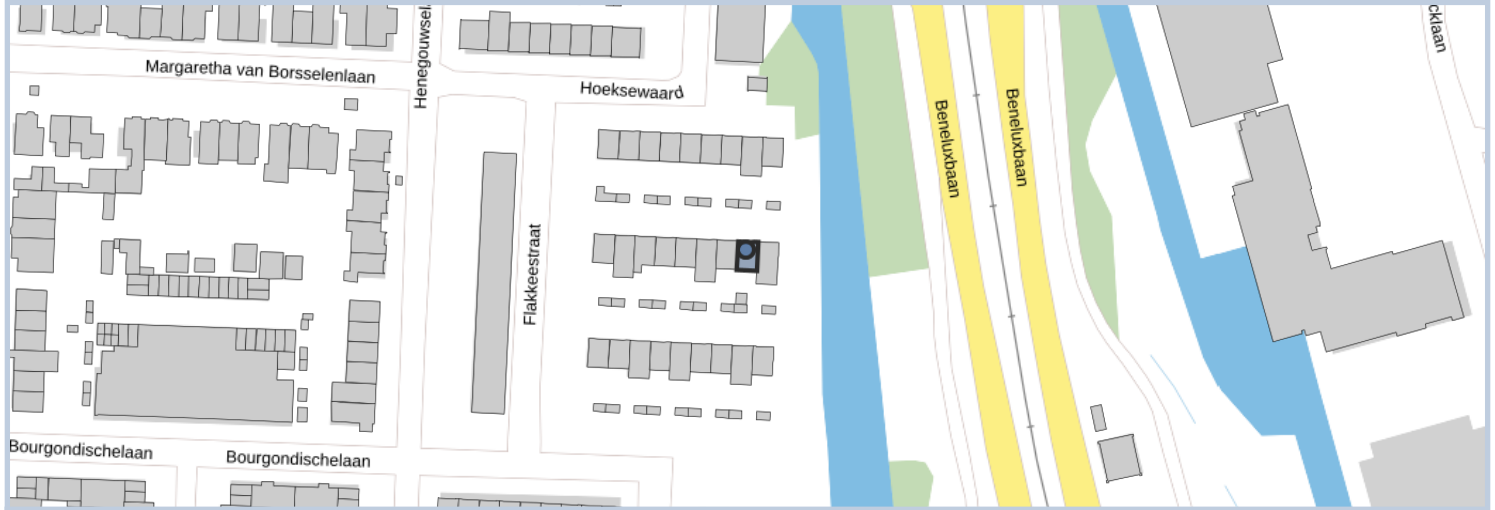 Margaretha van Borsselenlaan
Henegouwsel
Hoeksewaard
Beneluxbaan
Beneluxbaan
cklaan
Flakkeestraat
Bourgondischelaan
Bourgondischelaan